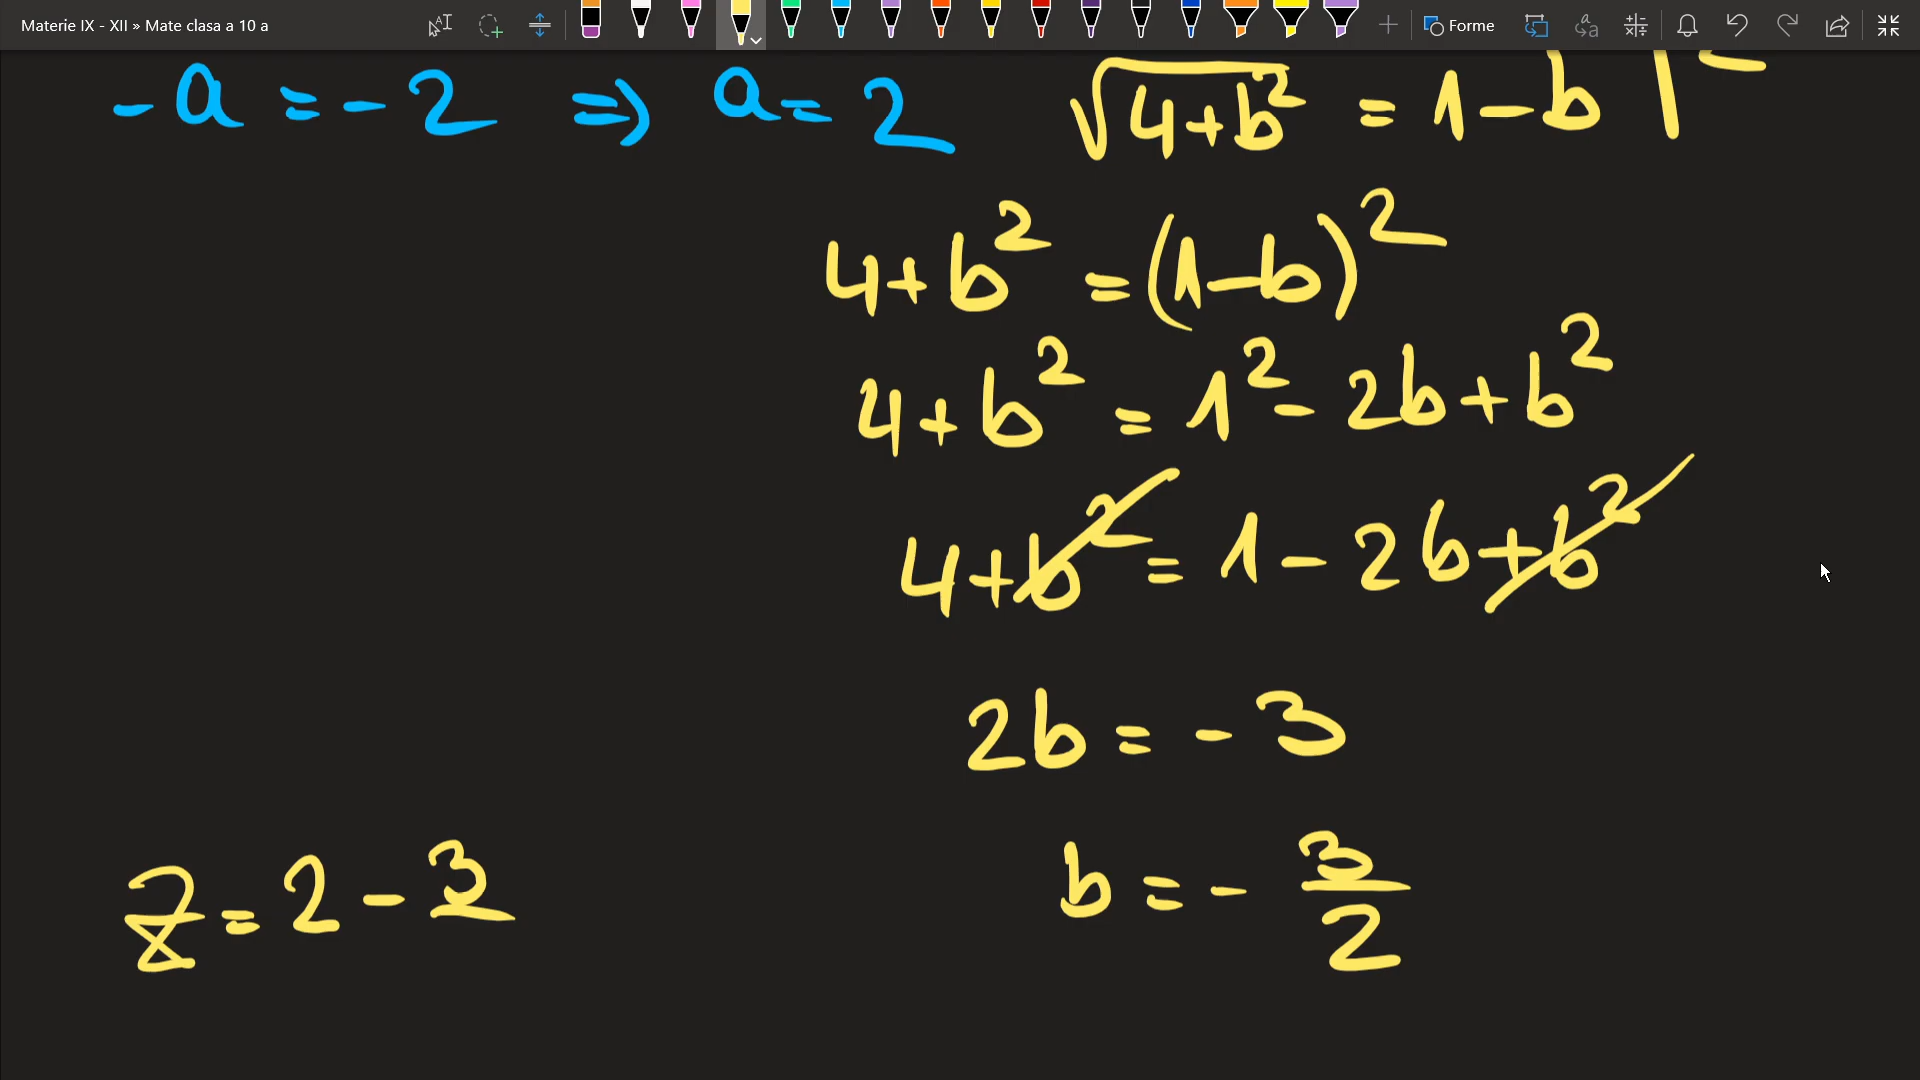 Materie IX - XII » Mate clasa a 10 a
Forme
-a = -2 ⇒ a = 2
√(4+b²) = 1-b |²
4+b² = (1-b)²
4+b² = 1² - 2b + b²
4+b² = 1 - 2b + b²
2b = -3
b = - 3/2
z = 2 - 3